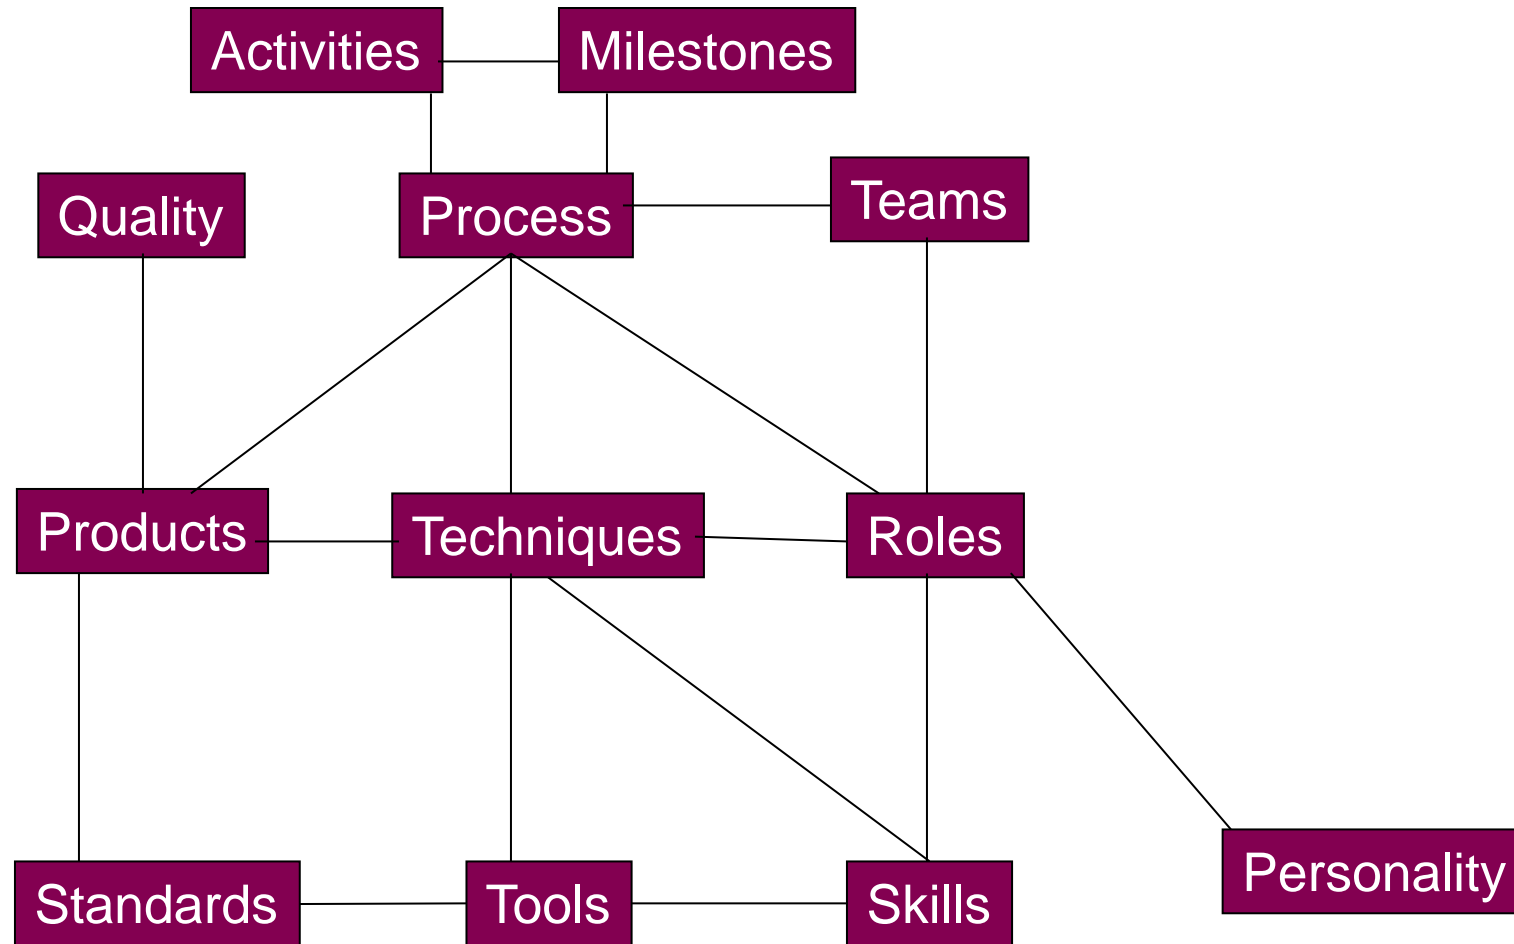 Activities
Milestones
Quality
Process
Teams
Products
Techniques
Roles
Standards
Tools
Skills
Personality